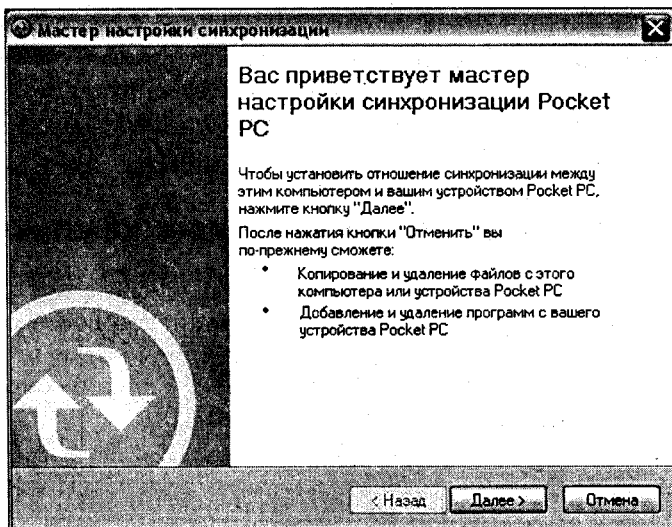 Мастер настройки синхронизации
Вас приветствует мастер
настройки синхронизации Pocket
PC
Чтобы установить отношение синхронизации между
этим компьютером и вашим устройством Pocket PC,
нажмите кнопку "Далее".
После нажатия кнопки "Отменить" вы
по-прежнему сможете:
• Копирование и удаление файлов с этого
компьютера или устройства Pocket PC
• Добавление и удаление программ с вашего
устройства Pocket PC
< Назад Далее > Отмена